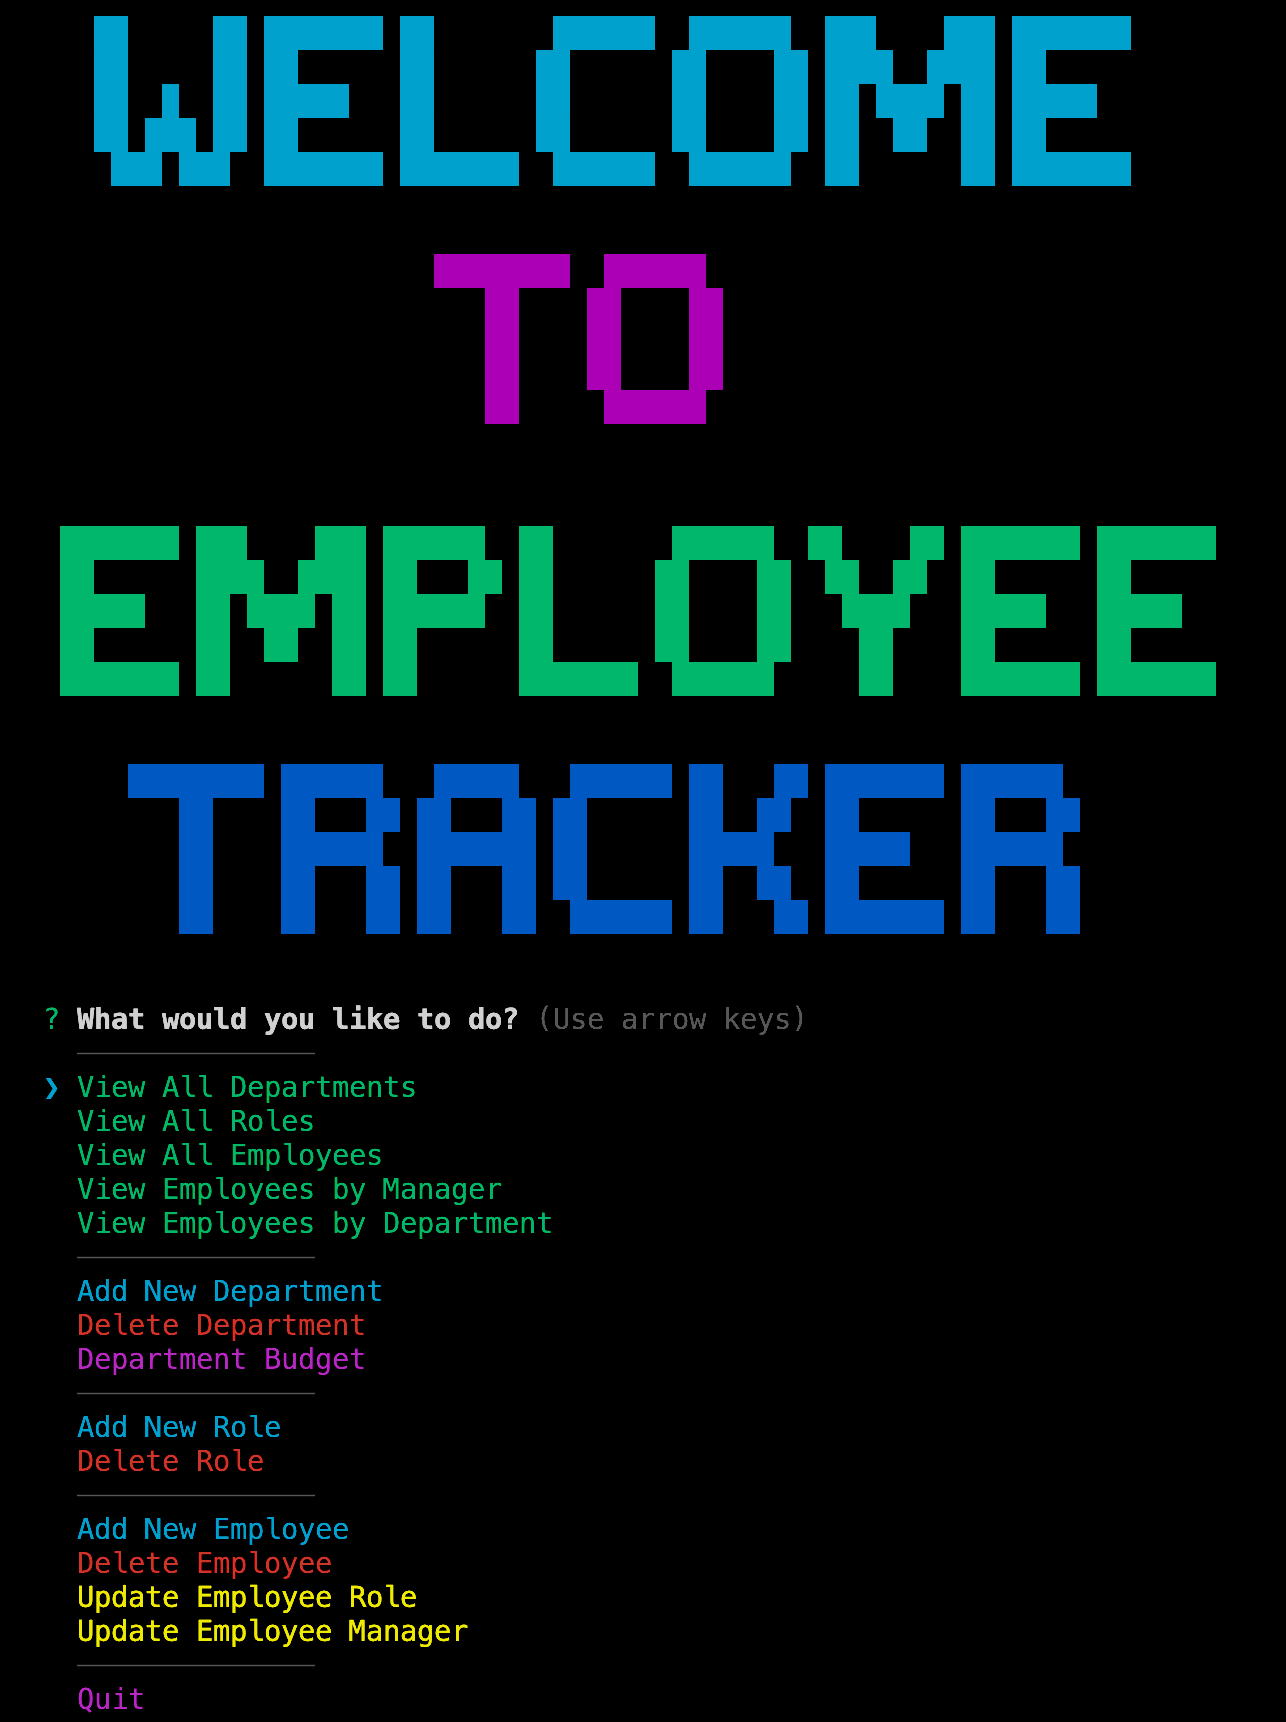 WELCOME
TO
EMPLOYEE
TRACKER
? What would you like to do? (Use arrow keys)
❯ View All Departments
View All Roles
View All Employees
View Employees by Manager
View Employees by Department
Add New Department
Delete Department
Department Budget
Add New Role
Delete Role
Add New Employee
Delete Employee
Update Employee Role
Update Employee Manager
Quit